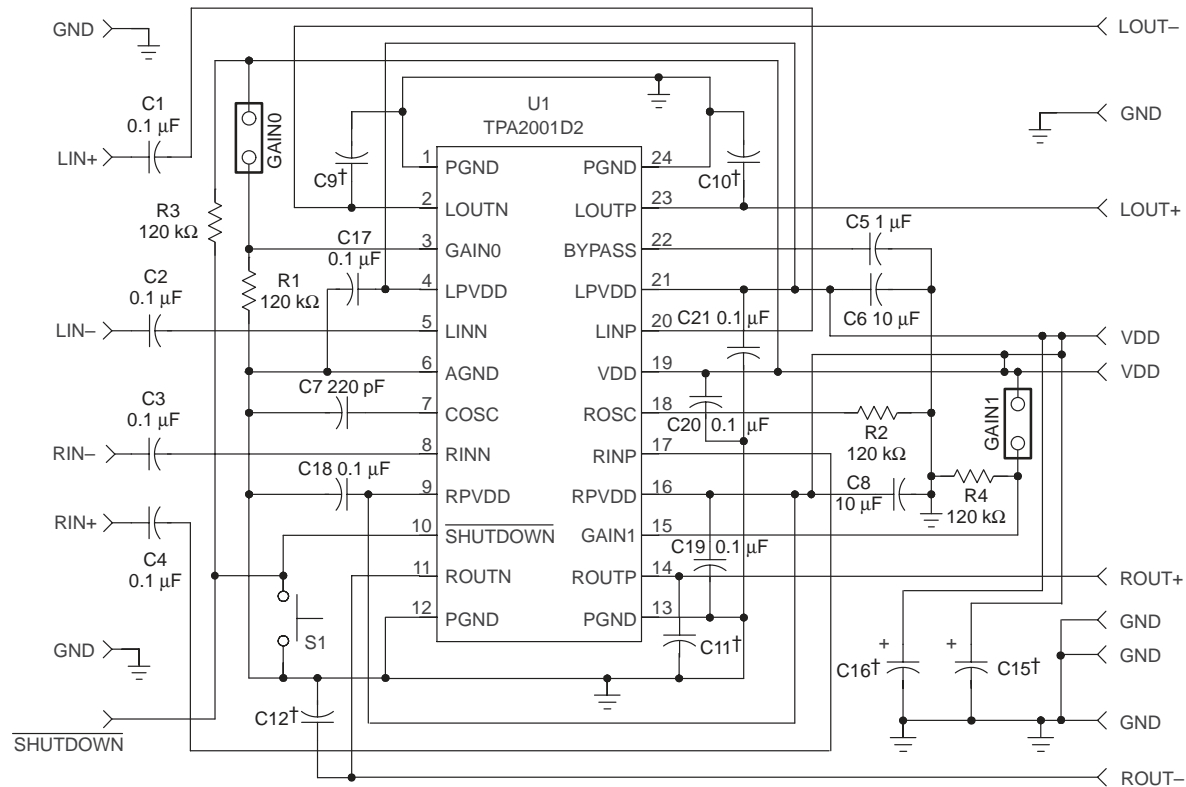 GND
LOUT–
U1
TPA2001D2
C1
0.1 µF
GAIN0
GND
LIN+
C9†
C10†
1 PGND
PGND 24
2 LOUTN
LOUTP 23
LOUT+
R3
120 kΩ
C17
0.1 µF
3 GAIN0
BYPASS 22
C5 1 µF
C2
0.1 µF
R1
120 kΩ
4 LPVDD
LPVDD 21
C21 0.1 µF
C6 10 µF
LIN–
5 LINN
LINP 20
VDD
6 AGND
VDD 19
VDD
C7 220 pF
C3
0.1 µF
7 COSC
ROSC 18
C20 0.1 µF
R2
120 kΩ
GAIN1
RIN–
8 RINN
RINP 17
C18 0.1 µF
9 RPVDD
RPVDD 16
C8
10 µF
R4
120 kΩ
RIN+
C4
0.1 µF
10 SHUTDOWN
GAIN1 15
C19 0.1 µF
11 ROUTN
ROUTP 14
ROUT+
12 PGND
PGND 13
GND
S1
C11†
GND
GND
+
C16†
+
C15†
C12†
GND
SHUTDOWN
ROUT–